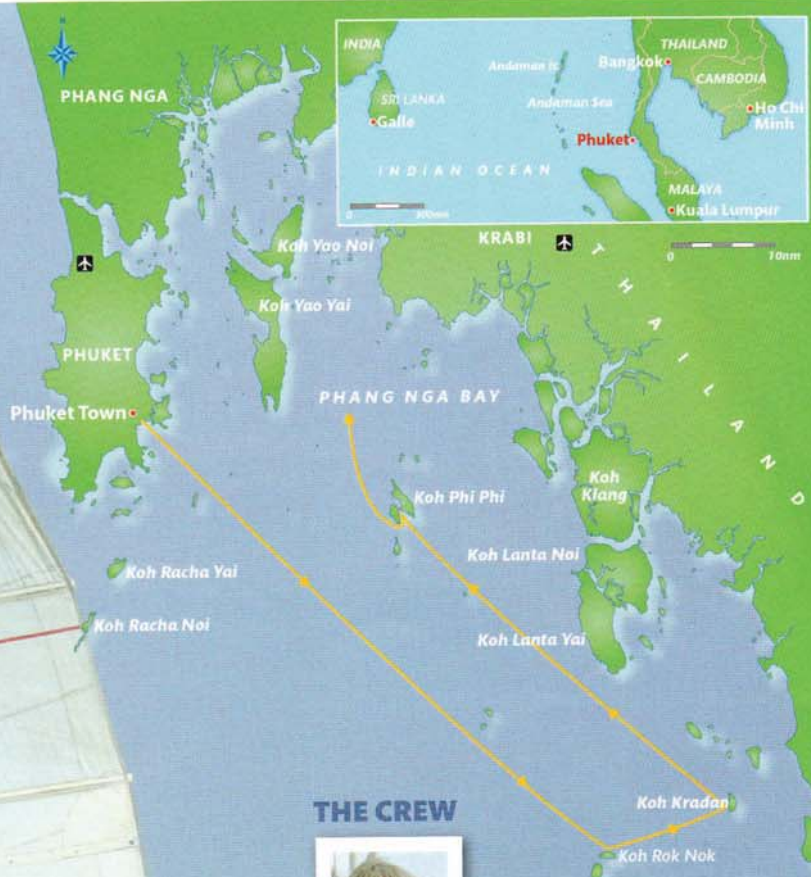 N
PHANG NGA
INDIA
SRI LANKA
Galle
INDIAN OCEAN
Andaman Is.
Andaman Sea
THAILAND
Bangkok
CAMBODIA
Ho Chi
Minh
Phuket
MALAYA
Kuala Lumpur
0 300nm
Koh Yao Noi
KRABI
0 10nm
THAILAND
Koh Yao Yai
PHUKET
Phuket Town
PHANG NGA BAY
Koh
Klang
Koh Phi Phi
Koh Lanta Noi
Koh Racha Yai
Koh Racha Noi
Koh Lanta Yai
Koh Kradan
THE CREW
Koh Rok Nok